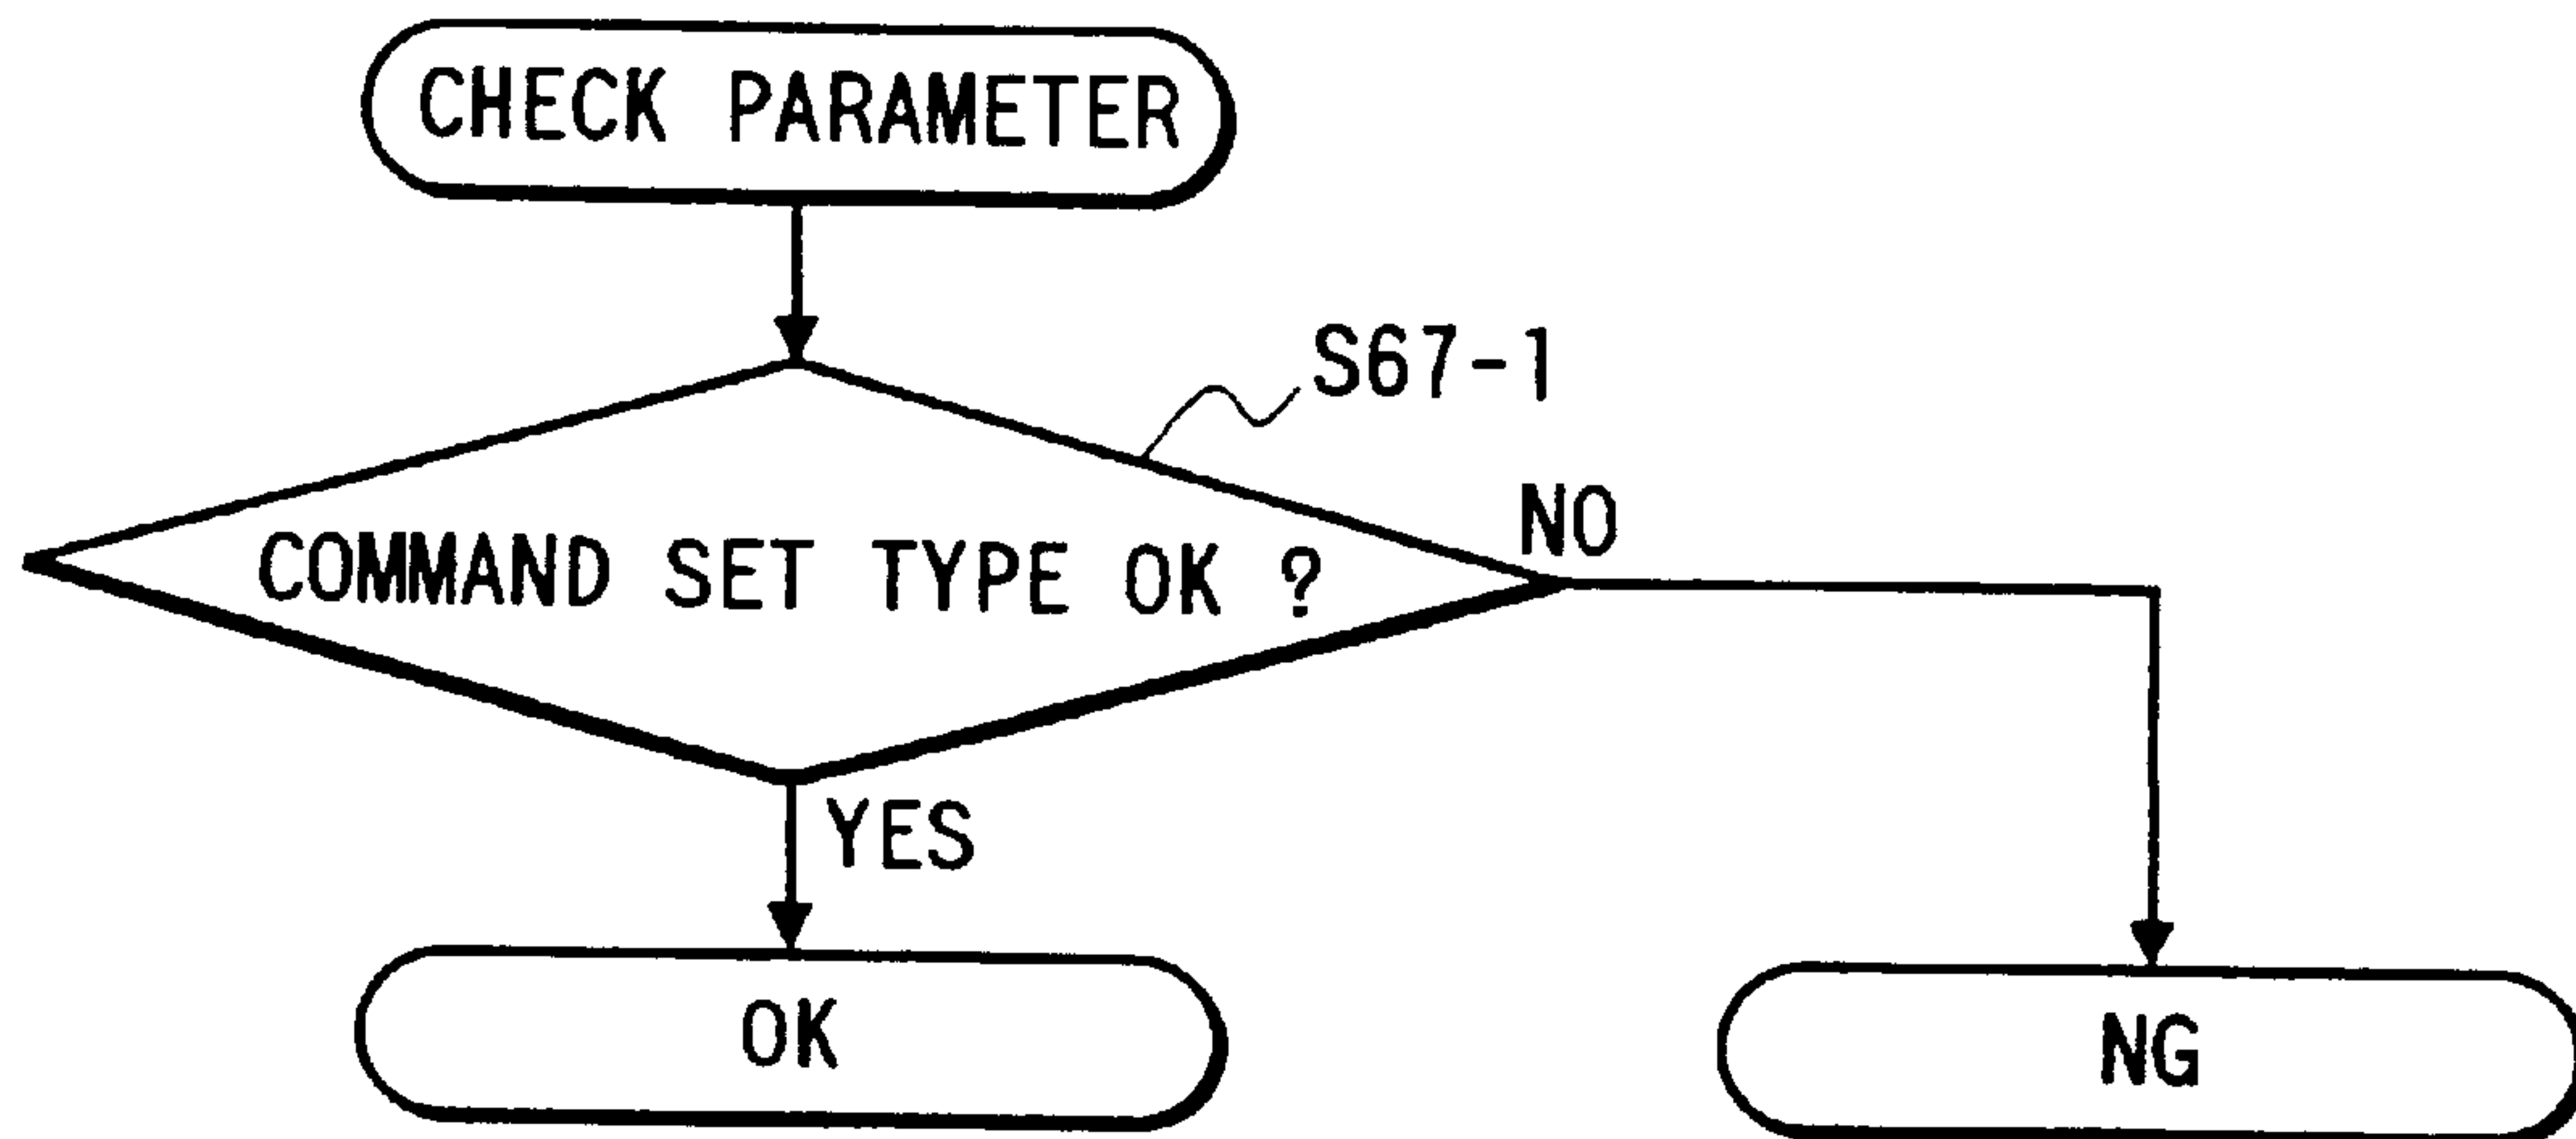 CHECK PARAMETER
S67-1
COMMAND SET TYPE OK ?
NO
YES
OK
NG